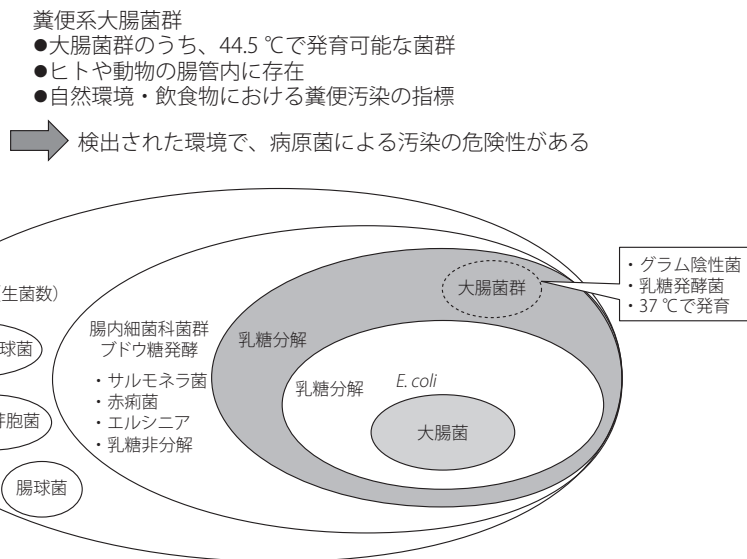 糞便系大腸菌群
●大腸菌群のうち、44.5 ℃で発育可能な菌群
●ヒトや動物の腸管内に存在
●自然環境・飲食物における糞便汚染の指標
検出された環境で、病原菌による汚染の危険性がある
生菌数）
球菌
胞菌
腸球菌
腸内細菌科菌群
ブドウ糖発酵
・サルモネラ菌
・赤痢菌
・エルシニア
・乳糖非分解
乳糖分解
大腸菌群
・グラム陰性菌
・乳糖発酵菌
・37 ℃で発育
乳糖分解
E. coli
大腸菌